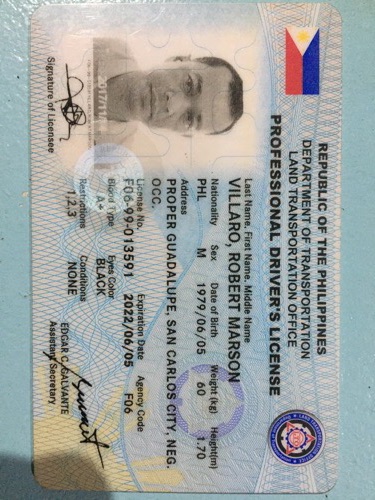 REPUBLIC OF THE PHILIPPINES
DEPARTMENT OF TRANSPORTATION
LAND TRANSPORTATION OFFICE
PROFESSIONAL DRIVER'S LICENSE
Last Name, First Name, Middle Name
VILLARO, ROBERT MARSON
Nationality Sex Date of Birth Weight (kg) Height(m)
PHL M 1979/06/05 60 1.70
Address
PROPER GUADALUPE, SAN CARLOS CITY, NEG.
OCC.
License No. Expiration Date Agency Code
F06-99-013591 2022/06/05 F06
Blood Type Eyes Color
A+ BLACK
Restrictions Conditions
1,2,3 NONE
Signature of Licensee
EDGAR C. GALVANTE
Assistant Secretary